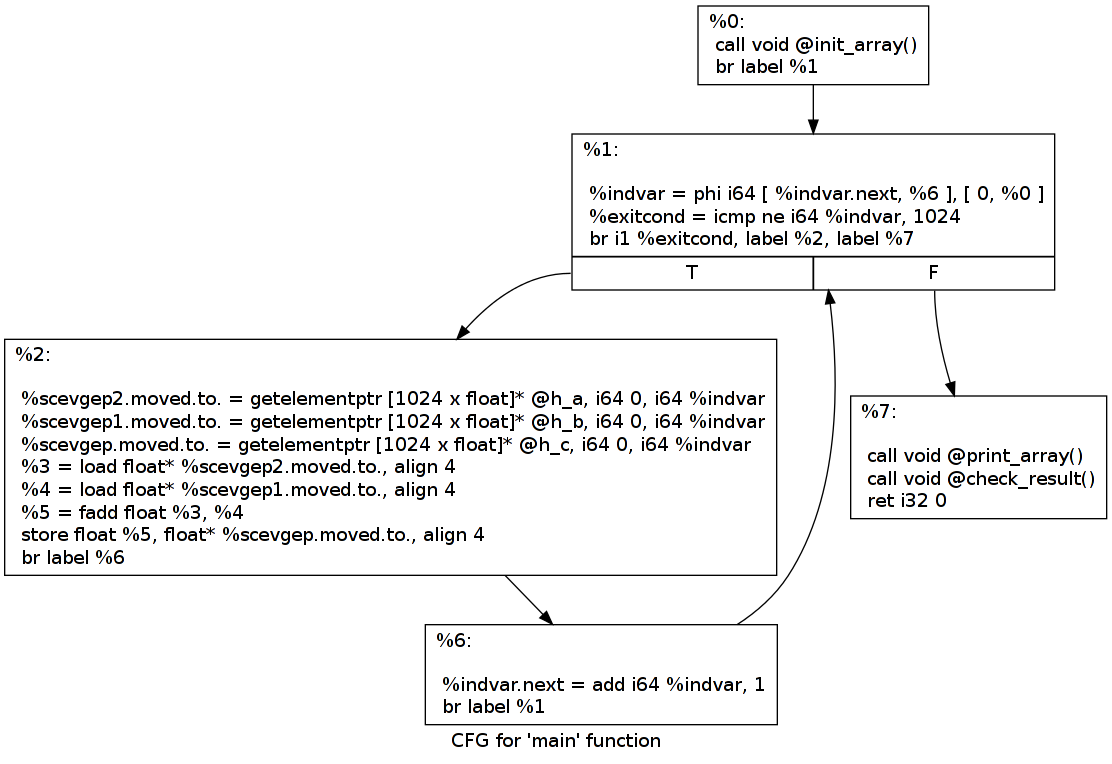 %0:
call void @init_array()
br label %1
%1:
%indvar = phi i64 [ %indvar.next, %6 ], [ 0, %0 ]
%exitcond = icmp ne i64 %indvar, 1024
br i1 %exitcond, label %2, label %7
T
F
%2:
%scevgep2.moved.to. = getelementptr [1024 x float]* @h_a, i64 0, i64 %indvar
%scevgep1.moved.to. = getelementptr [1024 x float]* @h_b, i64 0, i64 %indvar
%scevgep.moved.to. = getelementptr [1024 x float]* @h_c, i64 0, i64 %indvar
%3 = load float* %scevgep2.moved.to., align 4
%4 = load float* %scevgep1.moved.to., align 4
%5 = fadd float %3, %4
store float %5, float* %scevgep.moved.to., align 4
br label %6
%7:
call void @print_array()
call void @check_result()
ret i32 0
%6:
%indvar.next = add i64 %indvar, 1
br label %1
CFG for 'main' function